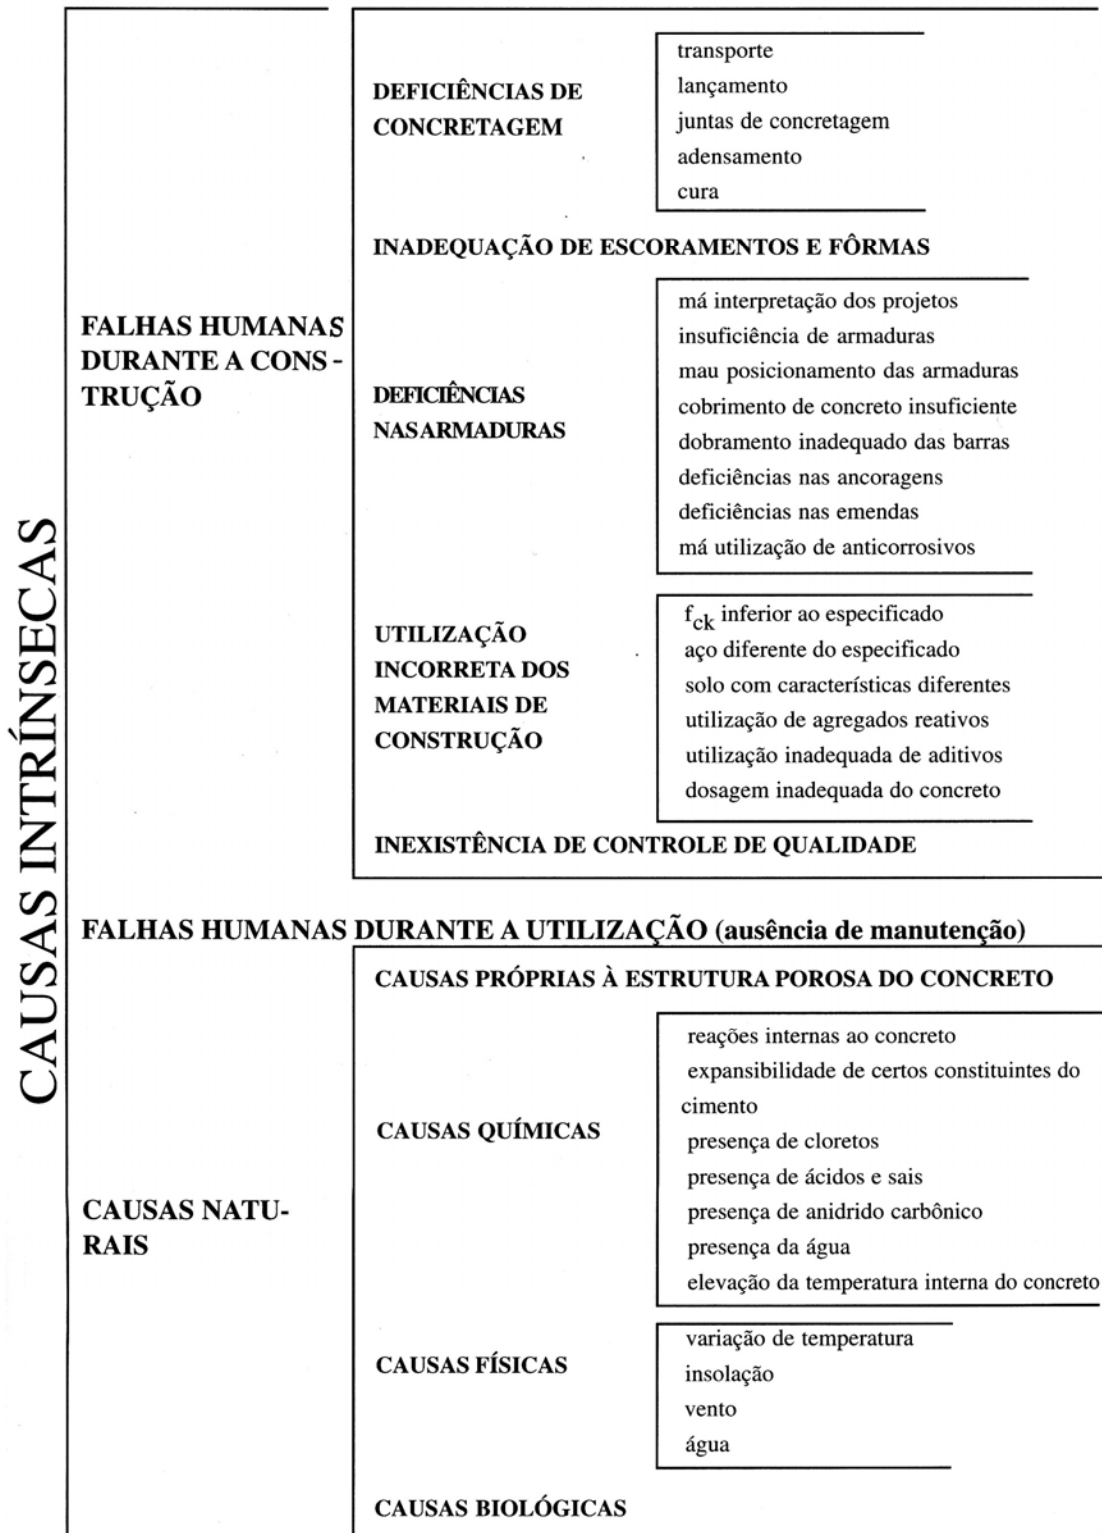 CAUSAS INTRÍNSECAS
FALHAS HUMANAS
DURANTE A CONS -
TRUÇÃO
DEFICIÊNCIAS DE
CONCRETAGEM
transporte
lançamento
juntas de concretagem
adensamento
cura
INADEQUAÇÃO DE ESCORAMENTOS E FÔRMAS
DEFICIÊNCIAS
NAS ARMADURAS
má interpretação dos projetos
insuficiência de armaduras
mau posicionamento das armaduras
cobrimento de concreto insuficiente
dobramento inadequado das barras
deficiências nas ancoragens
deficiências nas emendas
má utilização de anticorrosivos
UTILIZAÇÃO
INCORRETA DOS
MATERIAIS DE
CONSTRUÇÃO
fck inferior ao especificado
aço diferente do especificado
solo com características diferentes
utilização de agregados reativos
utilização inadequada de aditivos
dosagem inadequada do concreto
INEXISTÊNCIA DE CONTROLE DE QUALIDADE
FALHAS HUMANAS DURANTE A UTILIZAÇÃO (ausência de manutenção)
CAUSAS NATU-
RAIS
CAUSAS PRÓPRIAS À ESTRUTURA POROSA DO CONCRETO
CAUSAS QUÍMICAS
reações internas ao concreto
expansibilidade de certos constituintes do
cimento
presença de cloretos
presença de ácidos e sais
presença de anidrido carbônico
presença da água
elevação da temperatura interna do concreto
CAUSAS FÍSICAS
variação de temperatura
insolação
vento
água
CAUSAS BIOLÓGICAS